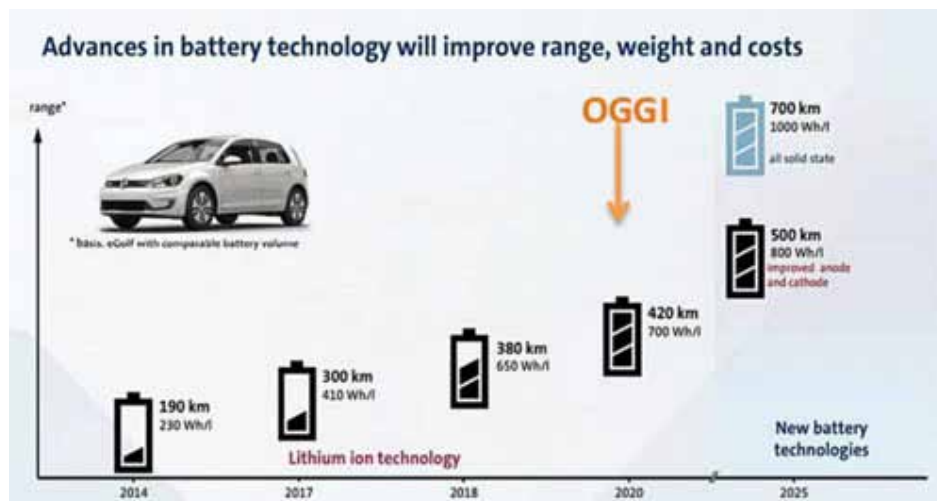 Advances in battery technology will improve range, weight and costs
range*
OGGI
700 km
1000 Wh/l
all solid state
* basis, eGolf with comparable battery volume
500 km
800 Wh/l
improved anode
and cathode
420 km
700 Wh/l
380 km
650 Wh/l
300 km
410 Wh/l
190 km
230 Wh/l
Lithium ion technology
New battery
technologies
2014
2017
2018
2020
2025